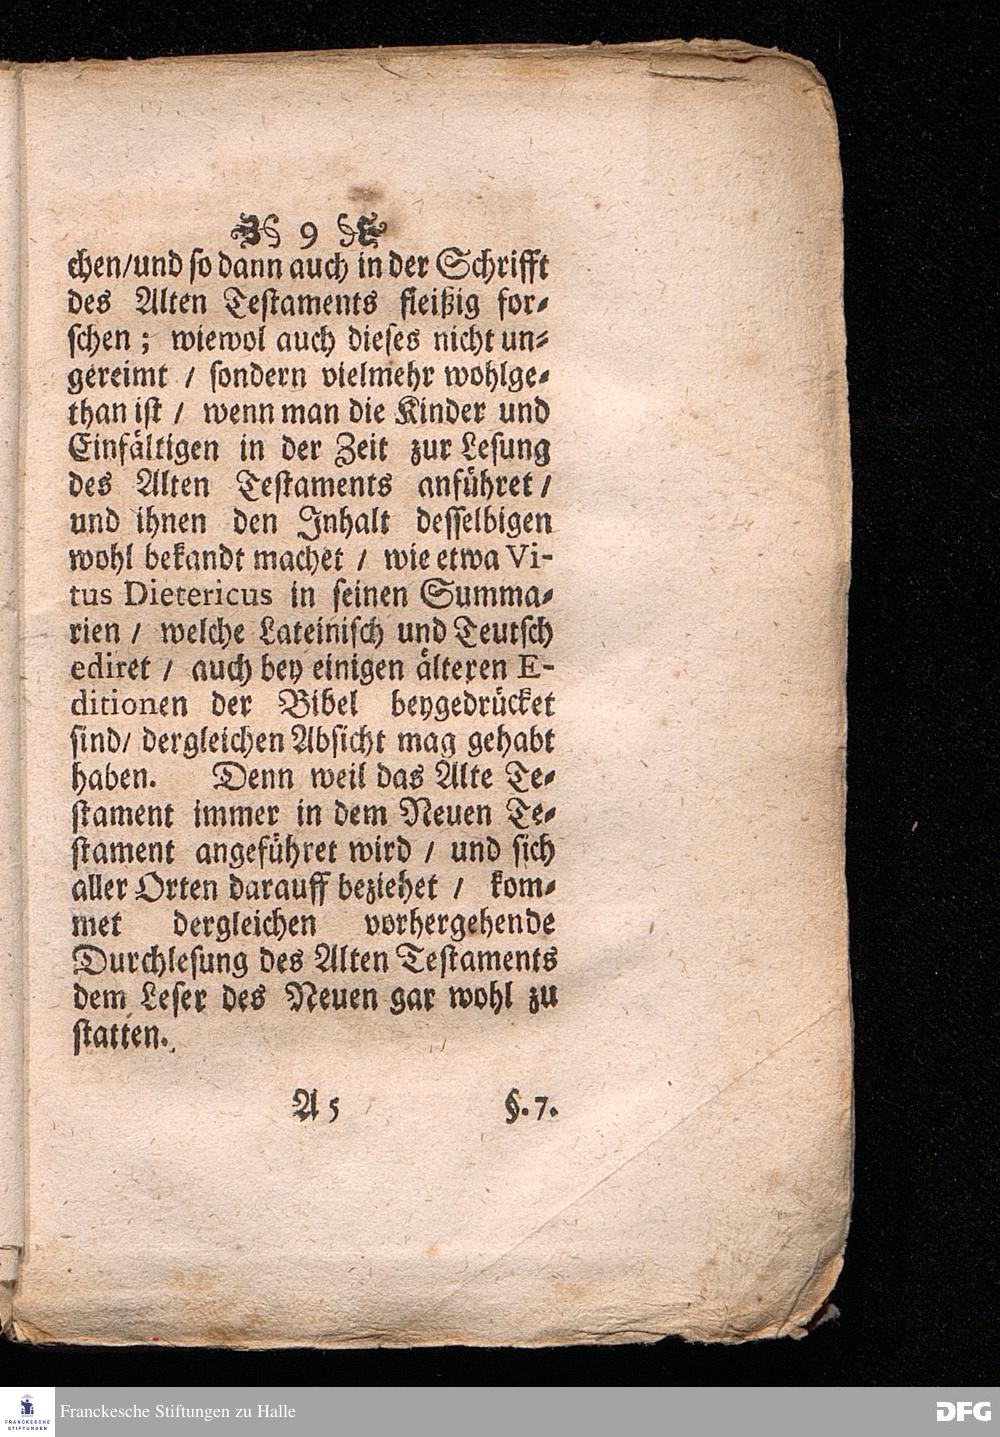 9
chen/und so dann auch in der Schrifft
des Alten Testaments fleißig for-
schen; wiewol auch dieses nicht un-
gereimt / sondern vielmehr wohlge-
than ist / wenn man die Kinder und
Einfältigen in der Zeit zur Lesung
des Alten Testaments anführet /
und ihnen den Inhalt desselbigen
wohl bekandt machet / wie etwa Vi-
tus Dietericus in seinen Summa-
rien / welche Lateinisch und Teutsch
ediret / auch bey einigen älteren E-
ditionen der Bibel beygedrücket
sind/ dergleichen Absicht mag gehabt
haben. Denn weil das Alte Te-
stament immer in dem Neuen Te-
stament angeführet wird / und sich
aller Orten darauff beziehet / kom-
met dergleichen vorhergehende
Durchlesung des Alten Testaments
dem Leser des Neuen gar wohl zu
statten.
A 5 §. 7.
FRANCKESCHE STIFTUNGEN
Franckesche Stiftungen zu Halle
DFG